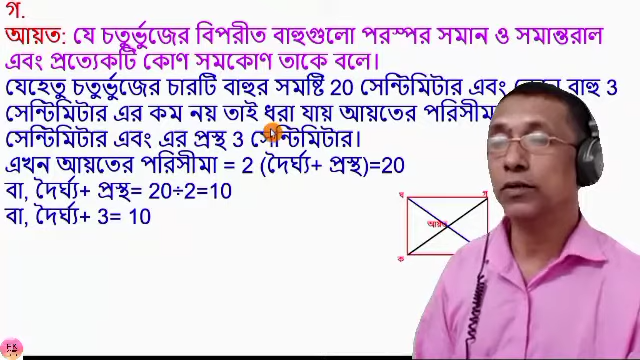 গ.
আয়ত: যে চতুর্ভুজের বিপরীত বাহুগুলো পরস্পর সমান ও সমান্তরাল
এবং প্রত্যেকটি কোণ সমকোণ তাকে বলে।
যেহেতু চতুর্ভুজের চারটি বাহুর সমষ্টি 20 সেন্টিমিটার এবং বাহু 3
সেন্টিমিটার এর কম নয় তাই ধরা যায় আয়তের পরিসীমা
সেন্টিমিটার এবং এর প্রস্থ 3 সেন্টিমিটার।
এখন আয়তের পরিসীমা = 2 (দৈর্ঘ্য+ প্রস্থ)=20
বা, দৈর্ঘ্য+ প্রস্থ= 20÷2=10
বা, দৈর্ঘ্য+ 3= 10
ঘ গ
আয়ত
ক